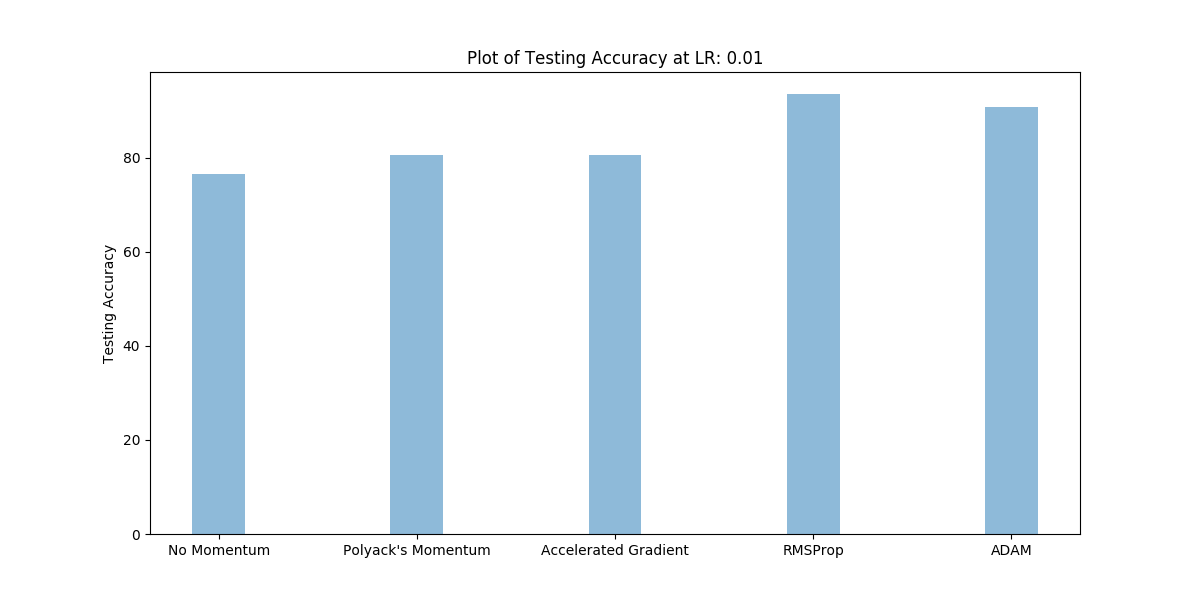 Plot of Testing Accuracy at LR: 0.01
Testing Accuracy
80
60
40
20
0
No Momentum
Polyack's Momentum
Accelerated Gradient
RMSProp
ADAM